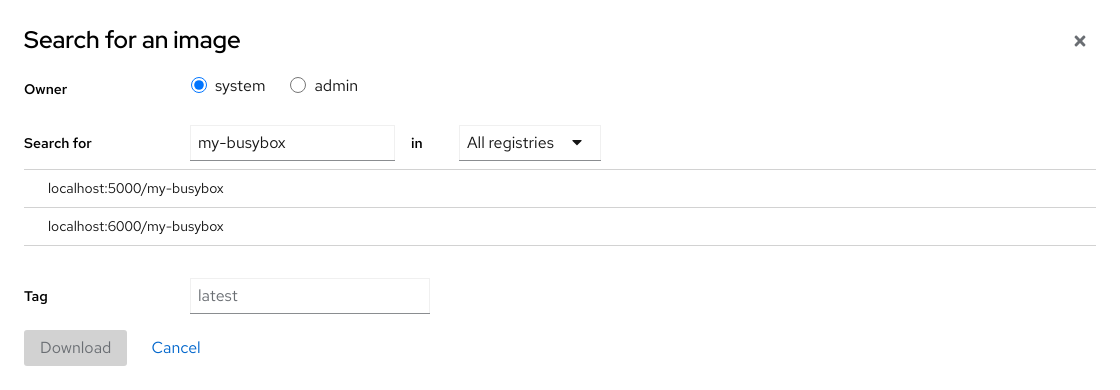 Search for an image
Owner system admin
Search for my-busybox in All registries
localhost:5000/my-busybox
localhost:6000/my-busybox
Tag latest
Download Cancel